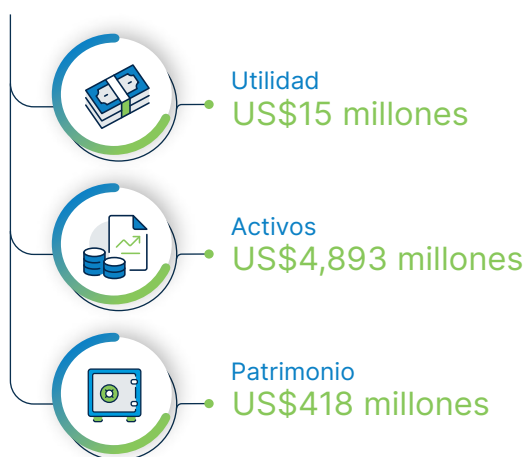 Utilidad
US$15 millones
Activos
US$4,893 millones
Patrimonio
US$418 millones